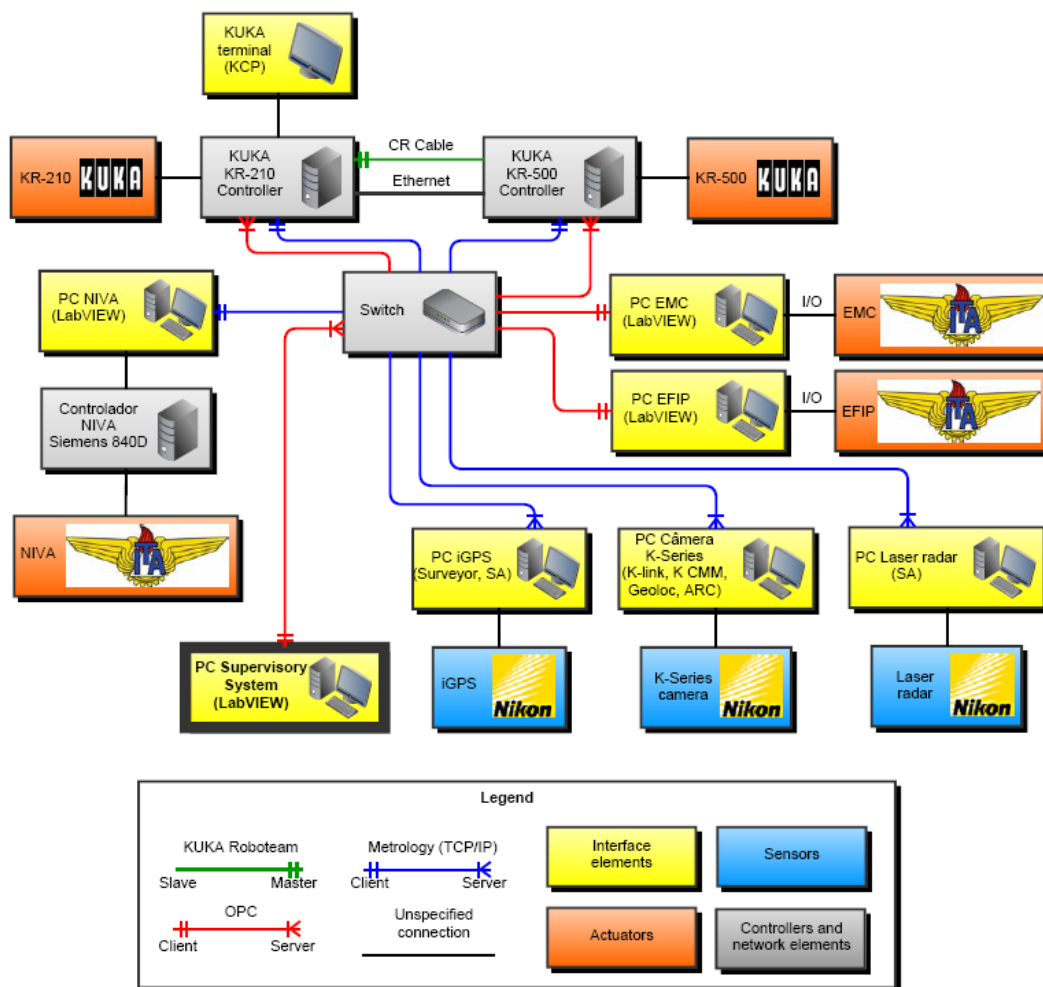 KUKA
terminal
(KCP)
KR-210 KUKA
KUKA
KR-210
Controller
CR Cable
Ethernet
KUKA
KR-500
Controller
KR-500 KUKA
PC NIVA
(LabVIEW)
Switch
PC EMC
(LabVIEW)
I/O
EMC ITA
PC EFIP
(LabVIEW)
I/O
EFIP ITA
Controlador
NIVA
Siemens 840D
NIVA ITA
PC iGPS
(Surveyor, SA)
PC Câmera
K-Series
(K-link, K CMM,
Geoloc, ARC)
PC Laser radar
(SA)
PC Supervisory
System
(LabVIEW)
iGPS Nikon
K-Series
camera
Nikon
Laser
radar
Nikon
Legend
KUKA Roboteam
Slave Master
Metrology (TCP/IP)
Client Server
OPC
Client Server
Unspecified
connection
Interface
elements
Sensors
Actuators
Controllers and
network elements